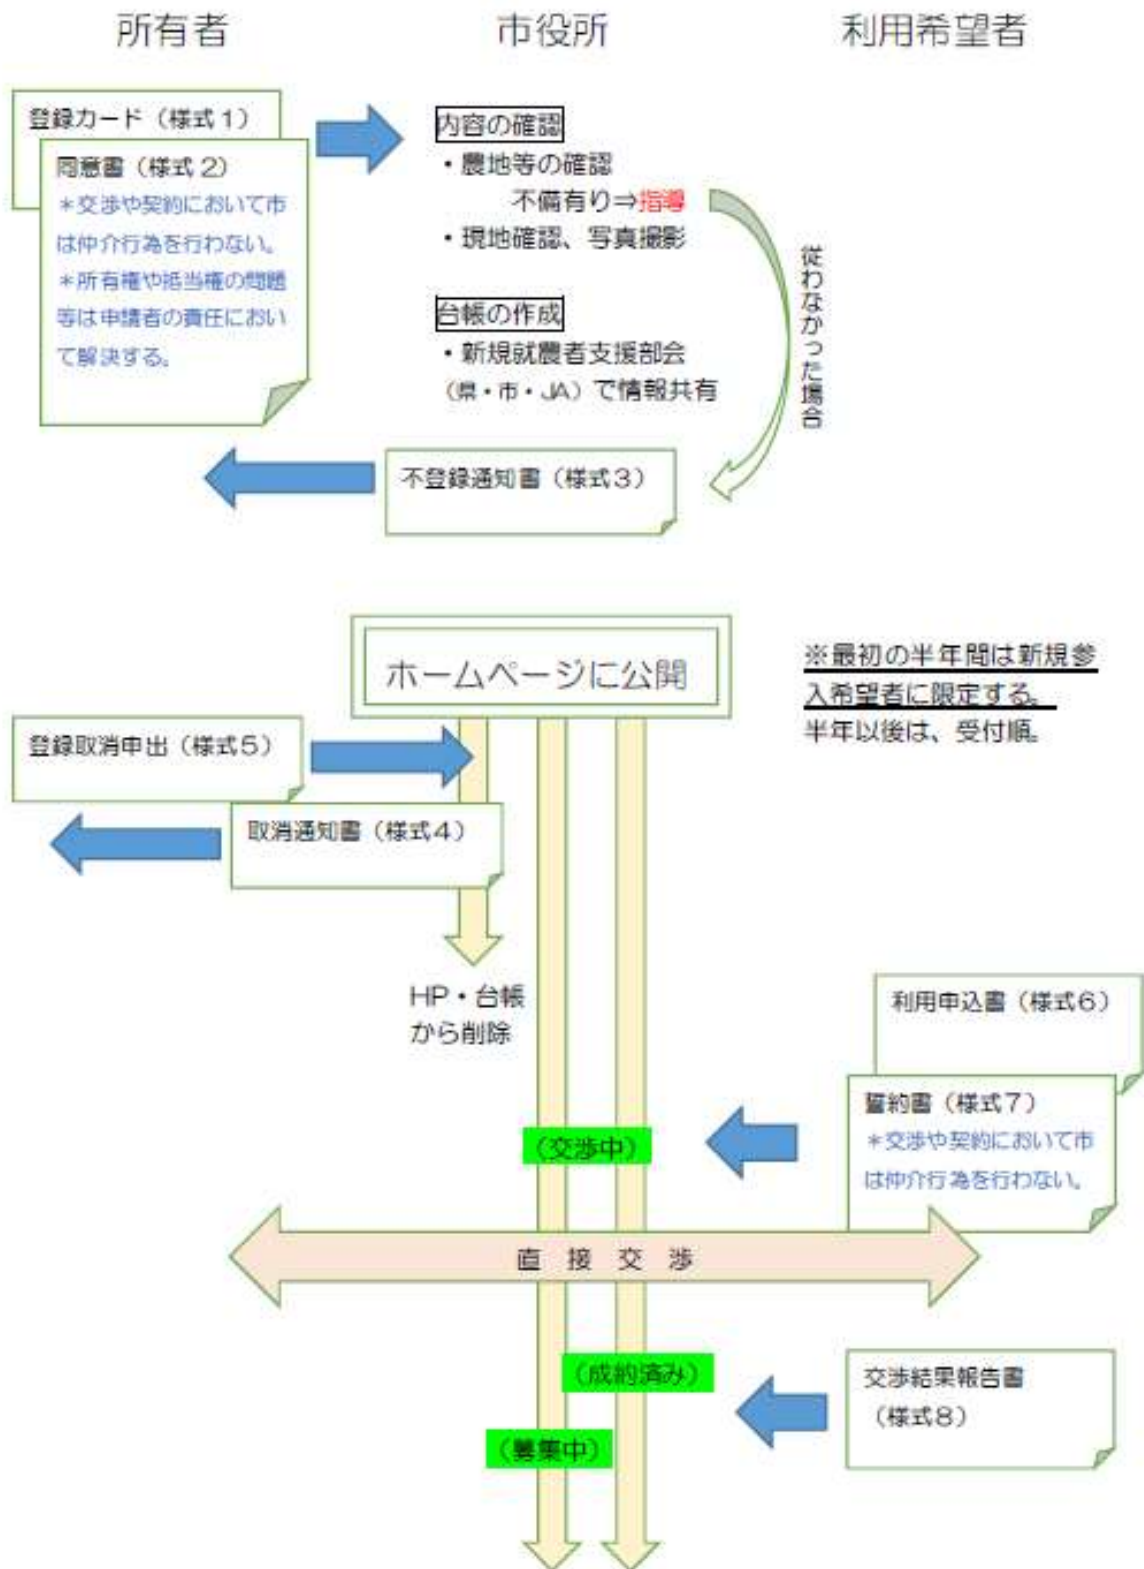 所有者
市役所
利用希望者
登録カード（様式1）
同意書（様式2）
＊交渉や契約において市
は仲介行為を行わない。
＊所有権や抵当権の問題
等は申請者の責任におい
て解決する。
内容の確認
・農地等の確認
不備有り⇒指導
・現地確認、写真撮影
台帳の作成
・新規就農者支援部会
（県・市・JA）で情報共有
従わなかった場合
不登録通知書（様式3）
ホームページに公開
※最初の半年間は新規参
入希望者に限定する。
半年以後は、受付順。
登録取消申出（様式5）
取消通知書（様式4）
HP・台帳
から削除
利用申込書（様式6）
誓約書（様式7）
＊交渉や契約において市
は仲介行為を行わない。
（交渉中）
直 接 交 渉
（成約済み）
交渉結果報告書
（様式8）
（募集中）